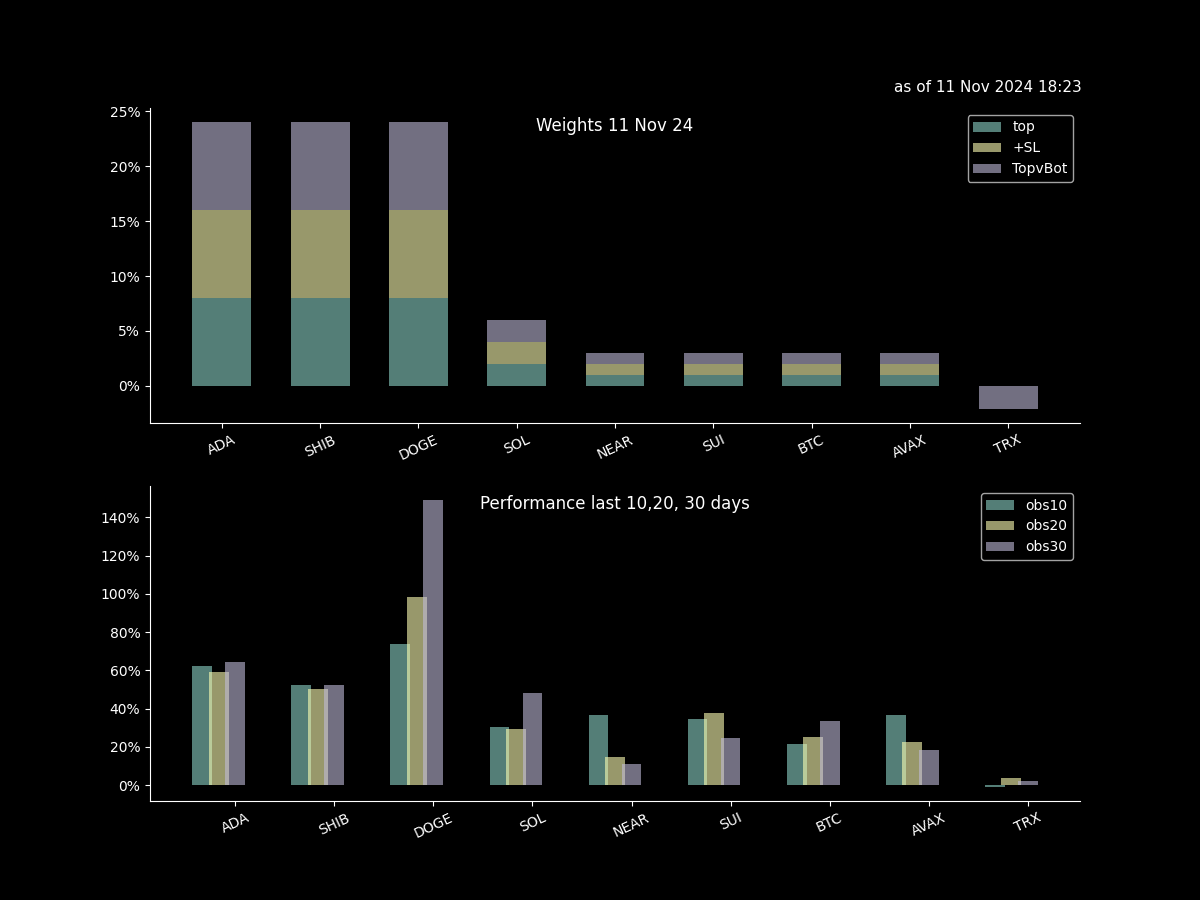 as of 11 Nov 2024 18:23
Weights 11 Nov 24
top
+SL
TopvBot
25%
20%
15%
10%
5%
0%
ADA SHIB DOGE SOL NEAR SUI BTC AVAX TRX
Performance last 10,20, 30 days
obs10
obs20
obs30
140%
120%
100%
80%
60%
40%
20%
0%
ADA SHIB DOGE SOL NEAR SUI BTC AVAX TRX